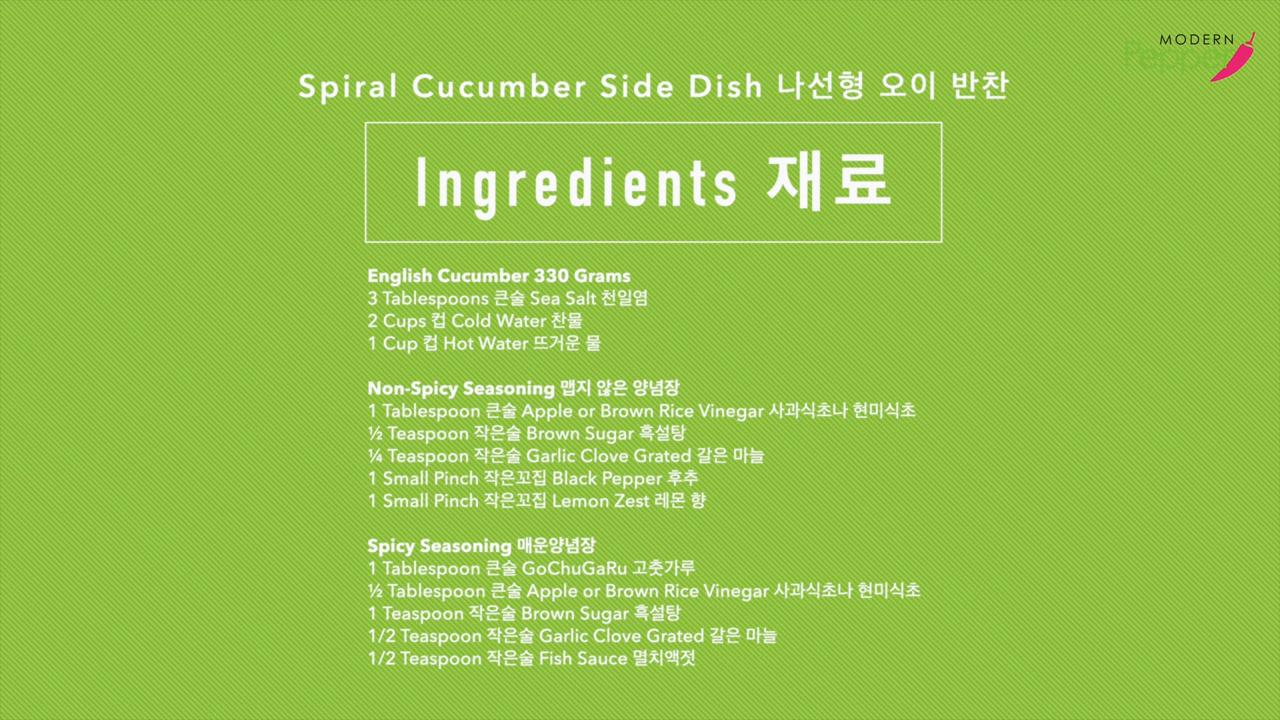 MODERN
Pepper
Spiral Cucumber Side Dish 나선형 오이 반찬
Ingredients 재료
English Cucumber 330 Grams
3 Tablespoons 큰술 Sea Salt 천일염
2 Cups 컵 Cold Water 찬물
1 Cup 컵 Hot Water 뜨거운 물
Non-Spicy Seasoning 맵지 않은 양념장
1 Tablespoon 큰술 Apple or Brown Rice Vinegar 사과식초나 현미식초
½ Teaspoon 작은술 Brown Sugar 흑설탕
¼ Teaspoon 작은술 Garlic Clove Grated 갈은 마늘
1 Small Pinch 작은꼬집 Black Pepper 후추
1 Small Pinch 작은꼬집 Lemon Zest 레몬 향
Spicy Seasoning 매운양념장
1 Tablespoon 큰술 GoChuGaRu 고춧가루
½ Tablespoon 큰술 Apple or Brown Rice Vinegar 사과식초나 현미식초
1 Teaspoon 작은술 Brown Sugar 흑설탕
1/2 Teaspoon 작은술 Garlic Clove Grated 갈은 마늘
1/2 Teaspoon 작은술 Fish Sauce 멸치액젓